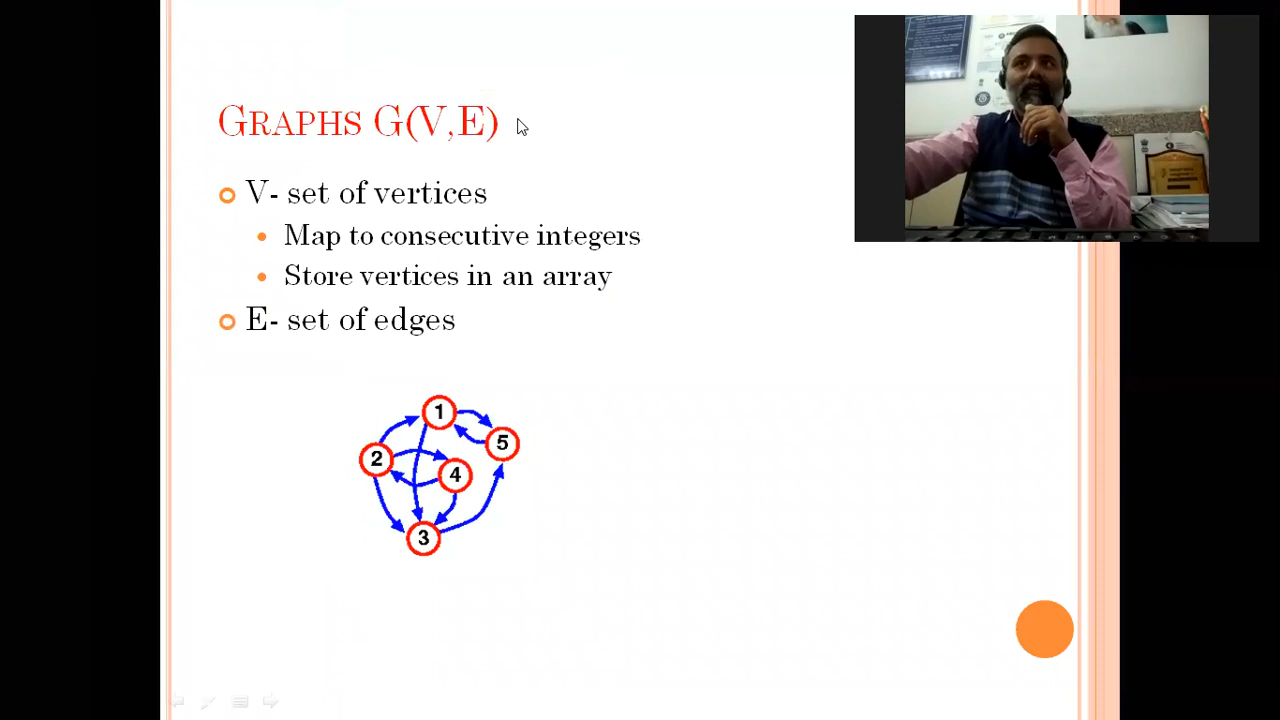 GRAPHS G(V,E)
V- set of vertices
Map to consecutive integers
Store vertices in an array
E- set of edges
1
5
2
4
3